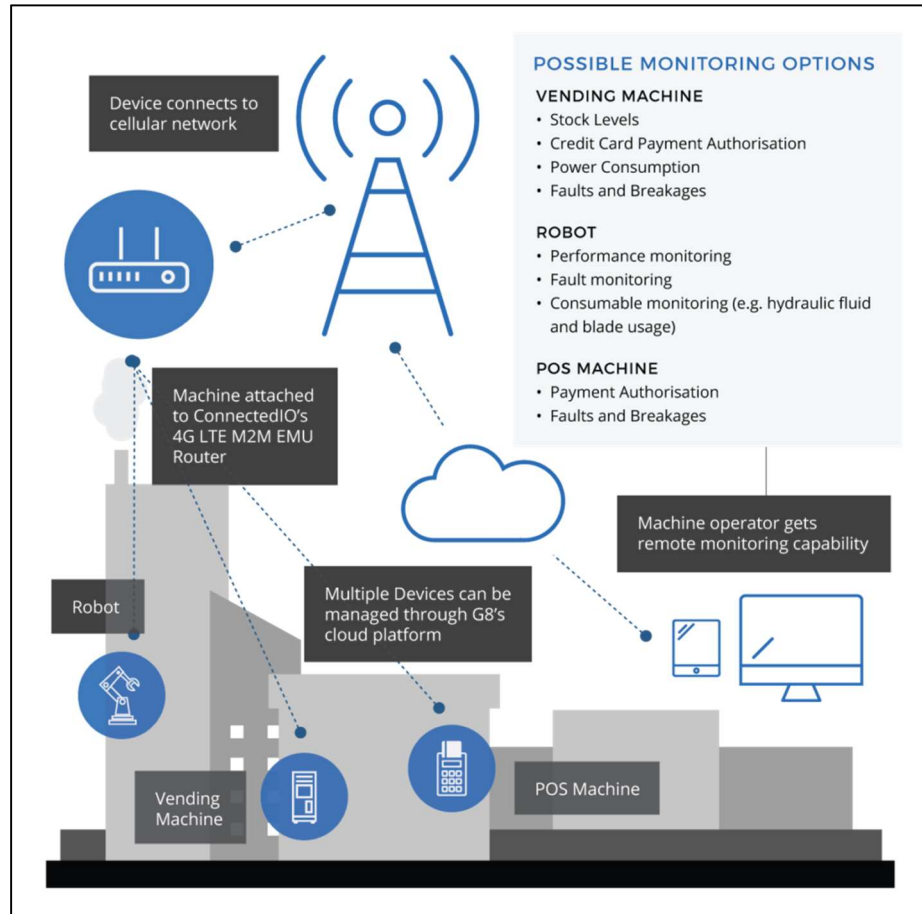 Device connects to
cellular network
POSSIBLE MONITORING OPTIONS
VENDING MACHINE
• Stock Levels
• Credit Card Payment Authorisation
• Power Consumption
• Faults and Breakages
ROBOT
• Performance monitoring
• Fault monitoring
• Consumable monitoring (e.g. hydraulic fluid
and blade usage)
POS MACHINE
• Payment Authorisation
• Faults and Breakages
Machine attached
to ConnectedIO's
4G LTE M2M EMU
Router
Machine operator gets
remote monitoring capability
Robot
Multiple Devices can be
managed through G8's
cloud platform
Vending
Machine
POS Machine